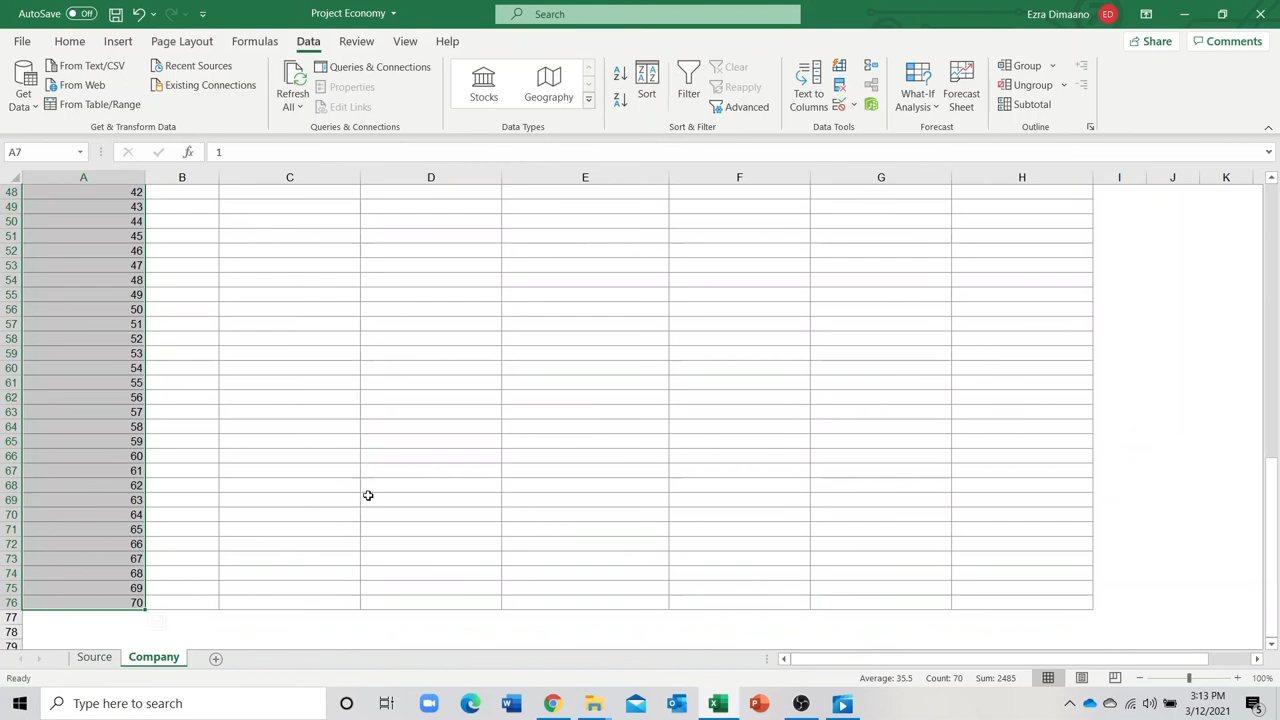 AutoSave Off
Project Economy
Search
Ezra Dimaano ED
File Home Insert Page Layout Formulas Data Review View Help
Share Comments
Get Data
From Text/CSV
From Web
From Table/Range
Recent Sources
Existing Connections
Get & Transform Data
Refresh All
Queries & Connections
Properties
Edit Links
Queries & Connections
Stocks Geography
Data Types
Sort Filter
Clear
Reapply
Advanced
Sort & Filter
Text to Columns
Data Tools
What-If Analysis
Forecast Sheet
Forecast
Group
Ungroup
Subtotal
Outline
A7 fx 1
A B C D E F G H I J K
48 42
49 43
50 44
51 45
52 46
53 47
54 48
55 49
56 50
57 51
58 52
59 53
60 54
61 55
62 56
63 57
64 58
65 59
66 60
67 61
68 62
69 63
70 64
71 65
72 66
73 67
74 68
75 69
76 70
77
78
79
Source Company
Ready
Average: 35.5 Count: 70 Sum: 2485 100%
Type here to search
3:13 PM
3/12/2021
5